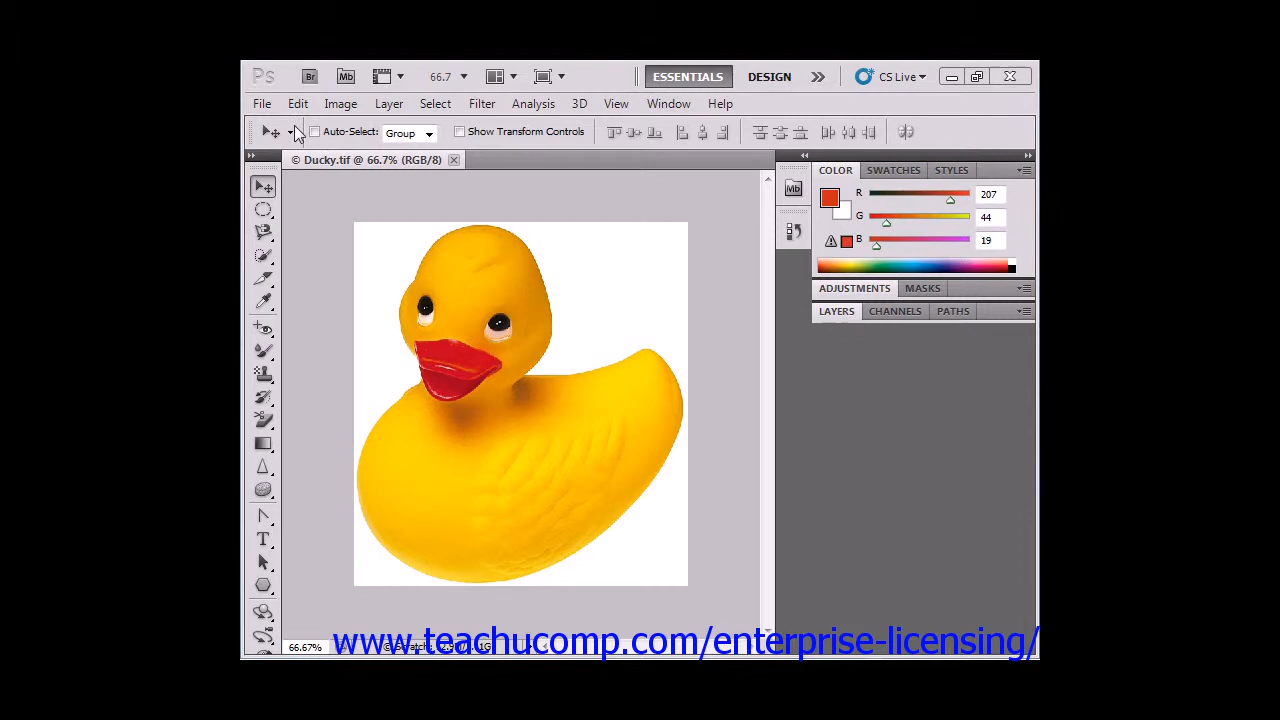 Ps Br Mb 66.7 ESSENTIALS DESIGN CS Live
File Edit Image Layer Select Filter Analysis 3D View Window Help
Auto-Select: Group Show Transform Controls
© Ducky.tif @ 66.7% (RGB/8)
COLOR SWATCHES STYLES
Mb
R 207
G 44
B 19
ADJUSTMENTS MASKS
LAYERS CHANNELS PATHS
T
www.teachucomp.com/enterprise-licensing/
66.67%